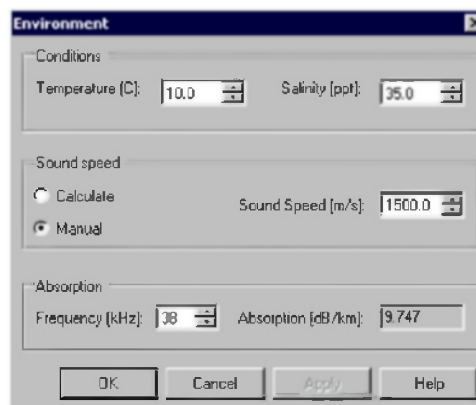 Environment
Conditions
Temperature [C]: 10.0 Salinity [ppt]: 35.0
Sound speed
Calculate
Sound Speed [m/s]: 1500.0
Manual
Absorption
Frequency [kHz]: 38 Absorption [dB/km]: 9.747
OK Cancel Apply Help